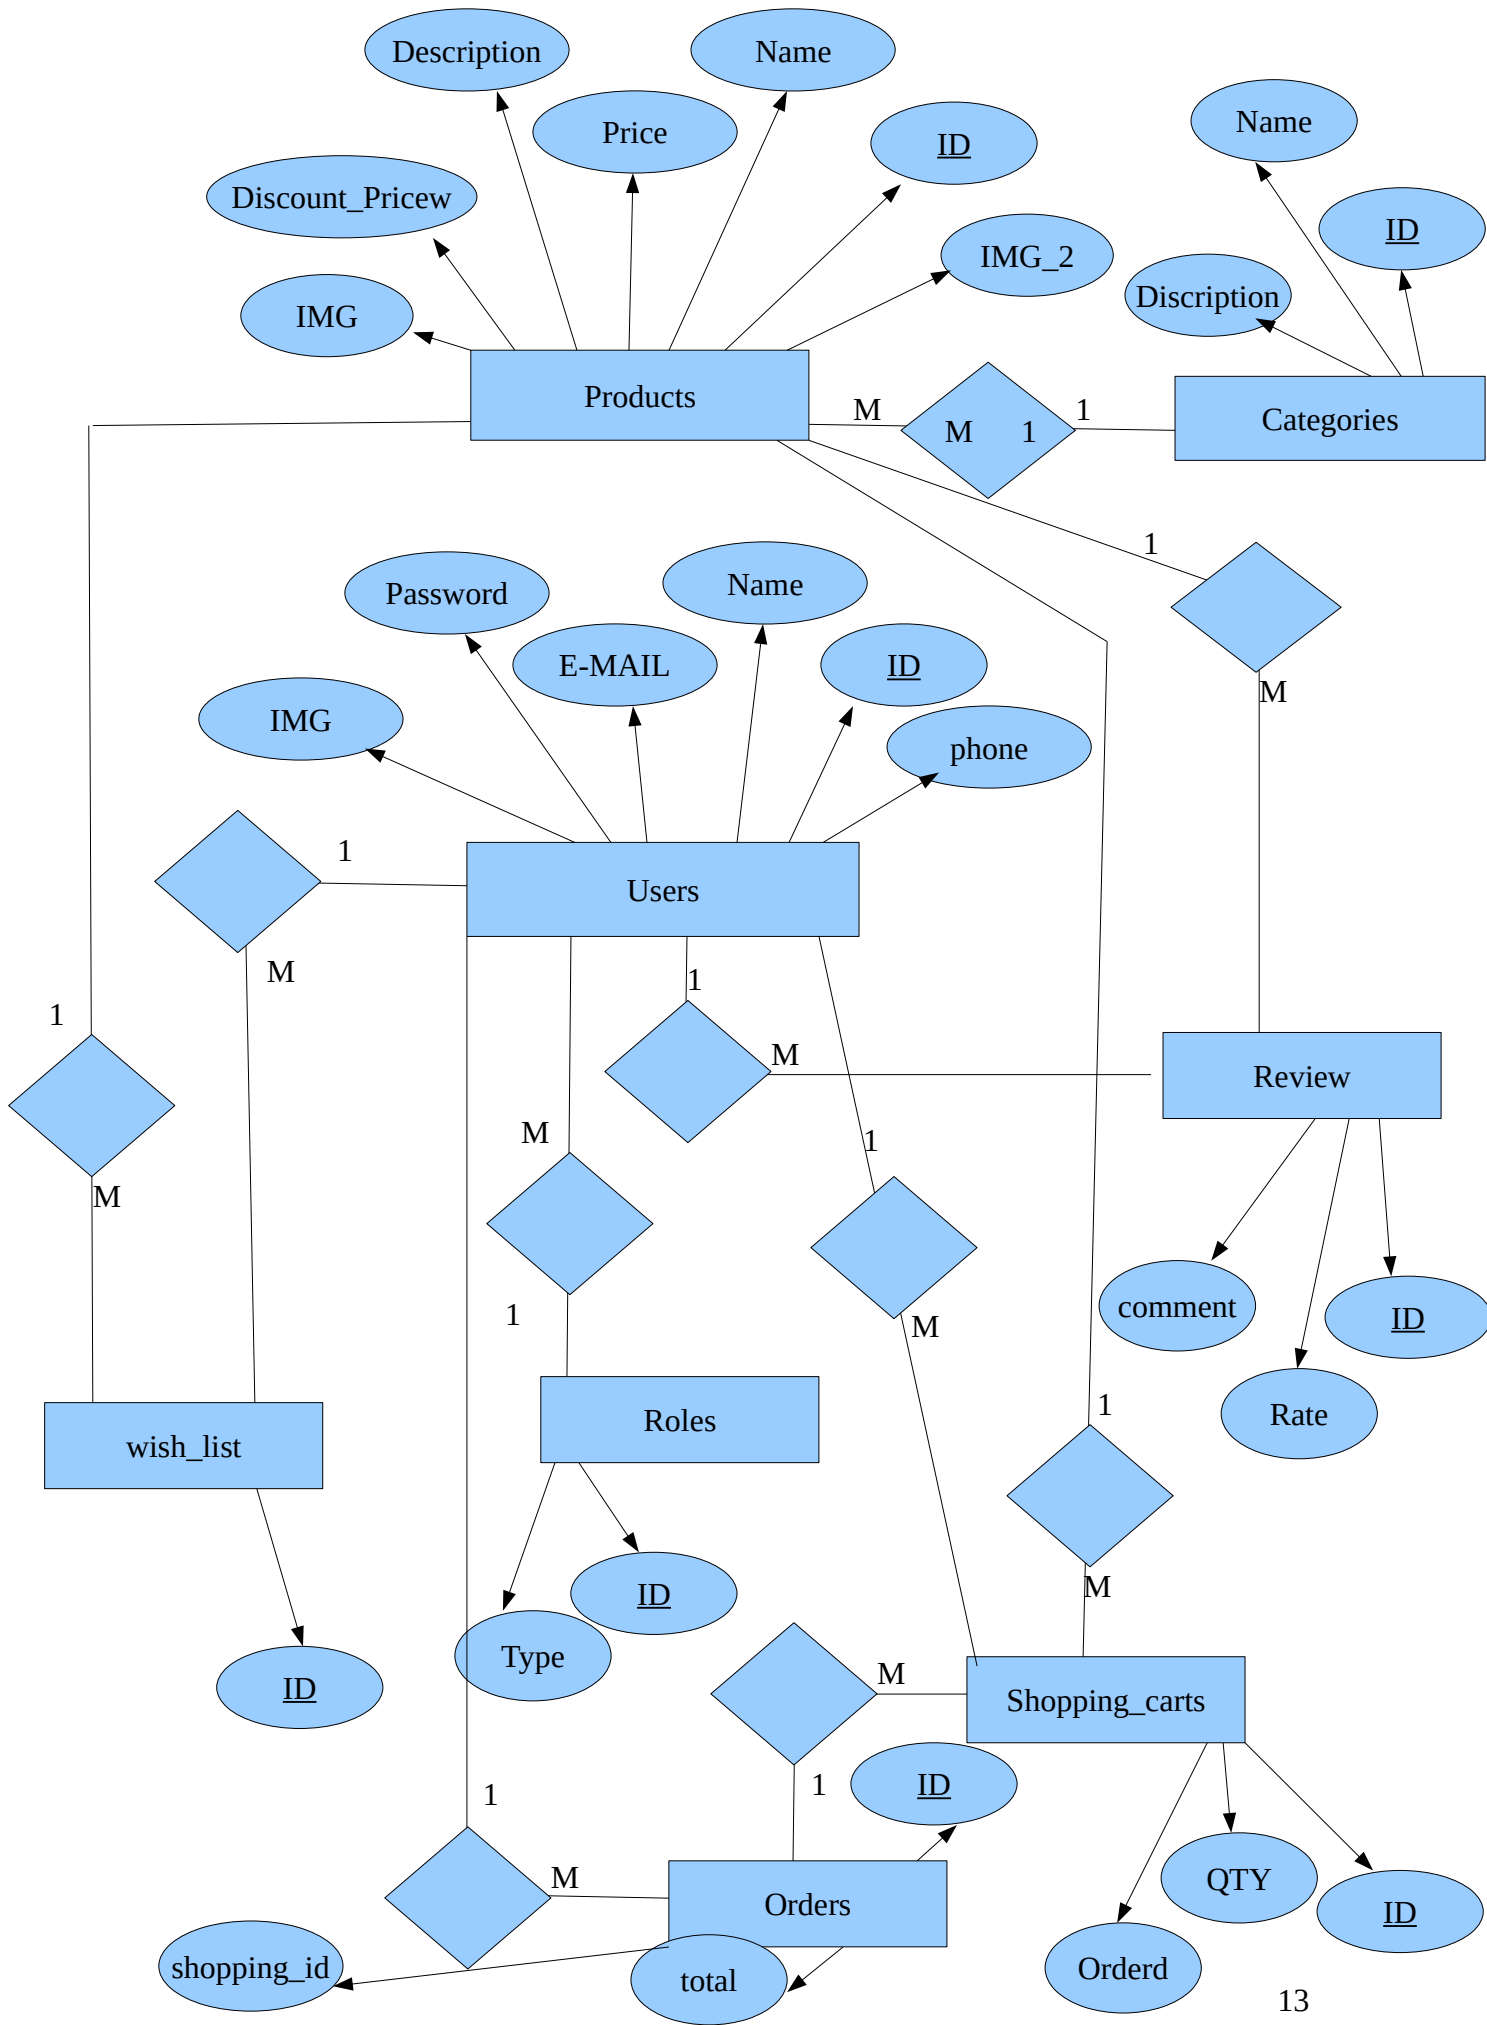 Description
Name
Price
ID
Name
Discount_Pricew
ID
IMG_2
Discription
IMG
Products
M
M 1
1
Categories
1
Password
Name
E-MAIL
ID
M
IMG
phone
1
Users
M
1
1
M
Review
M
1
M
1
M
comment
ID
1
Rate
Roles
wish_list
M
ID
Type
M
ID
Shopping_carts
1
1
ID
M
QTY
Orders
ID
shopping_id
total
Orderd
13